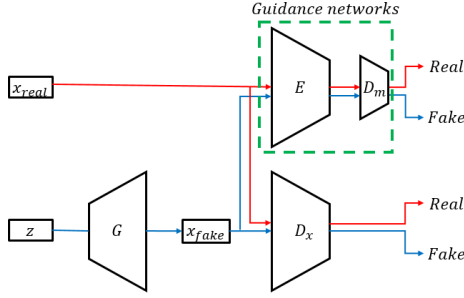 Guidance networks
x_real
E
D_m
Real
Fake
z
G
x_fake
D_x
Real
Fake